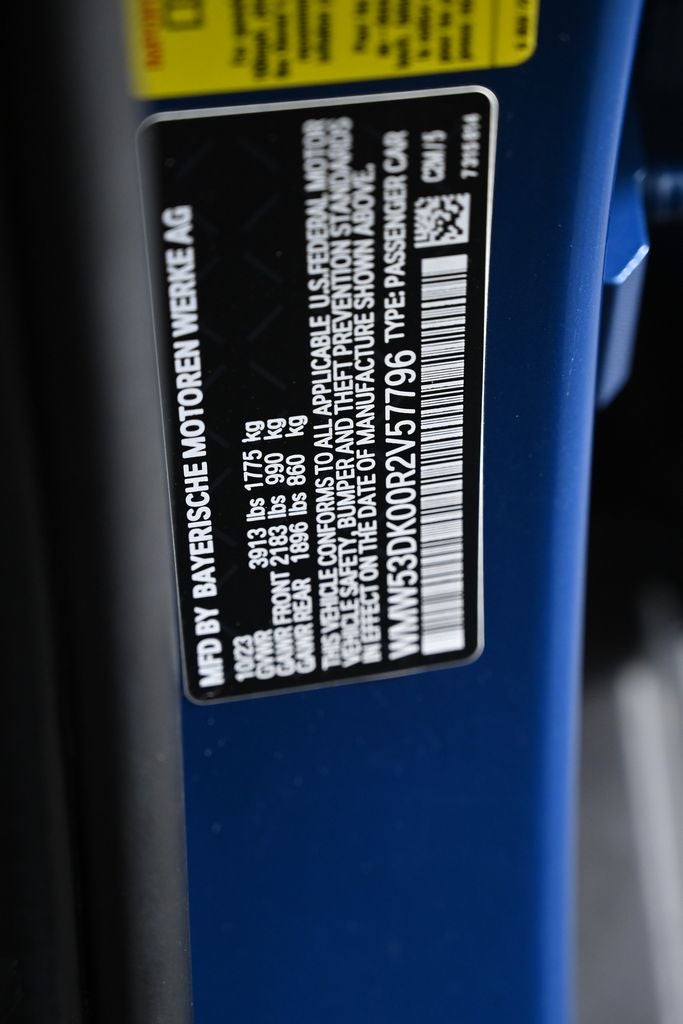 MFD BY BAYERISCHE MOTOREN WERKE AG
10/23
GVWR 3913 lbs 1775 kg
GAWR FRONT 2183 lbs 990 kg
GAWR REAR 1896 lbs 860 kg
THIS VEHICLE CONFORMS TO ALL APPLICABLE U.S.FEDERAL MOTOR
VEHICLE SAFETY, BUMPER AND THEFT PREVENTION STANDARDS
IN EFFECT ON THE DATE OF MANUFACTURE SHOWN ABOVE.
WMW53DK00R2V57796 TYPE: PASSENGER CAR
C2M / 5
7 315 814